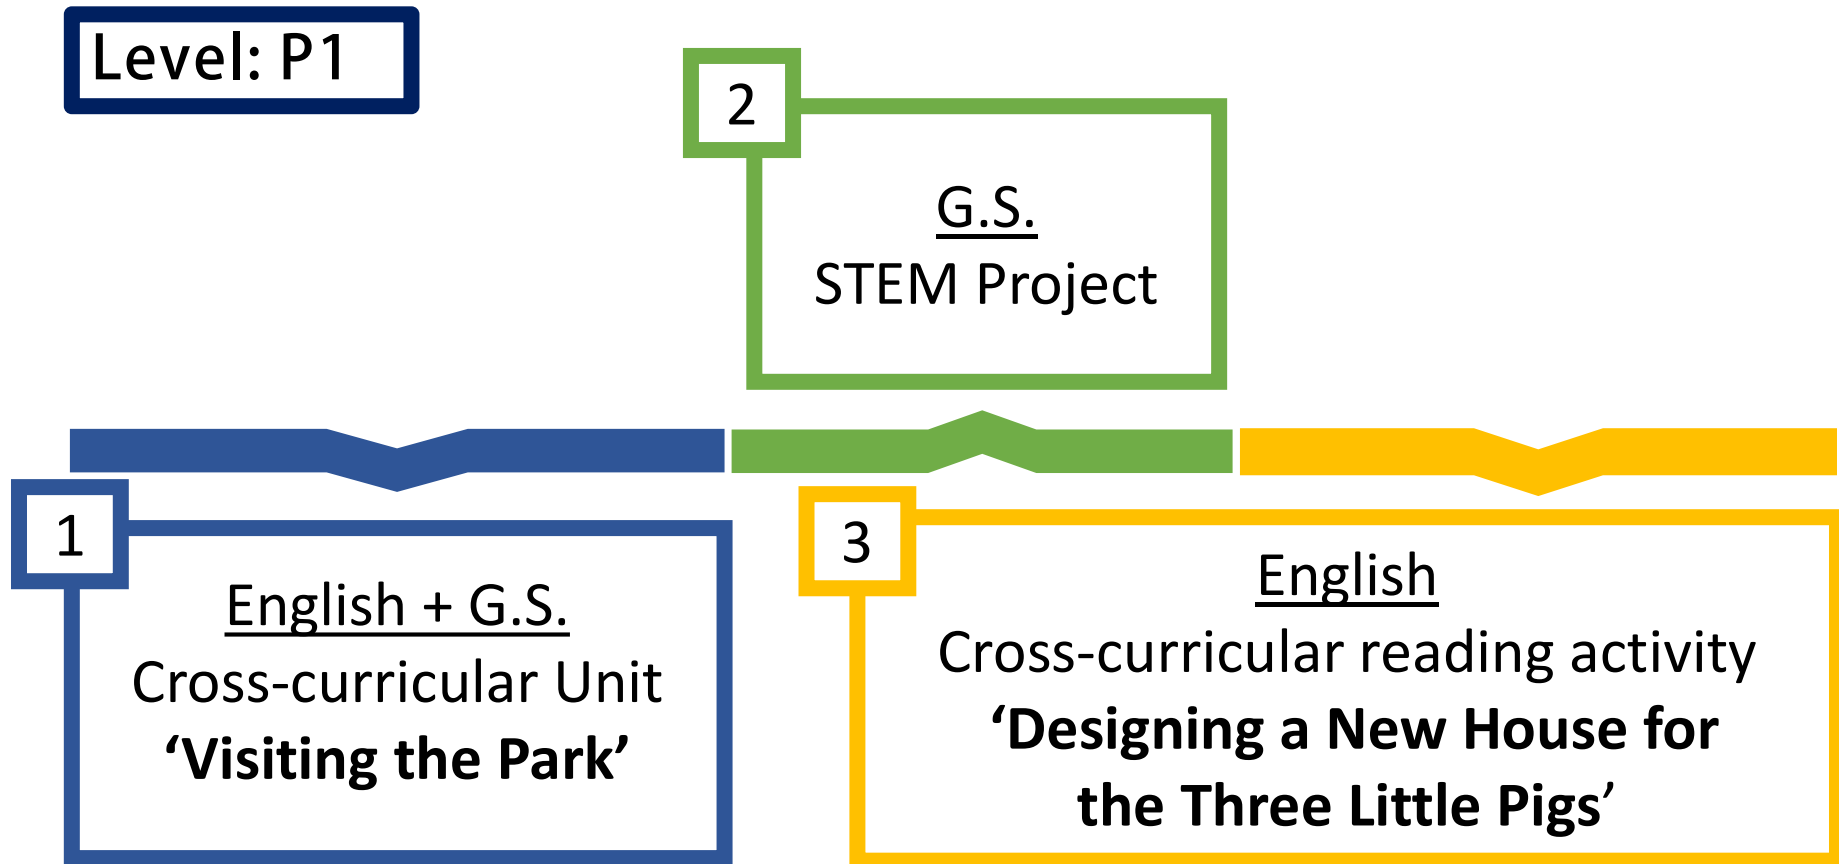 Level: P1
2
G.S.
STEM Project
1
English + G.S.
Cross-curricular Unit
‘Visiting the Park’
3
English
Cross-curricular reading activity
‘Designing a New House for
the Three Little Pigs’